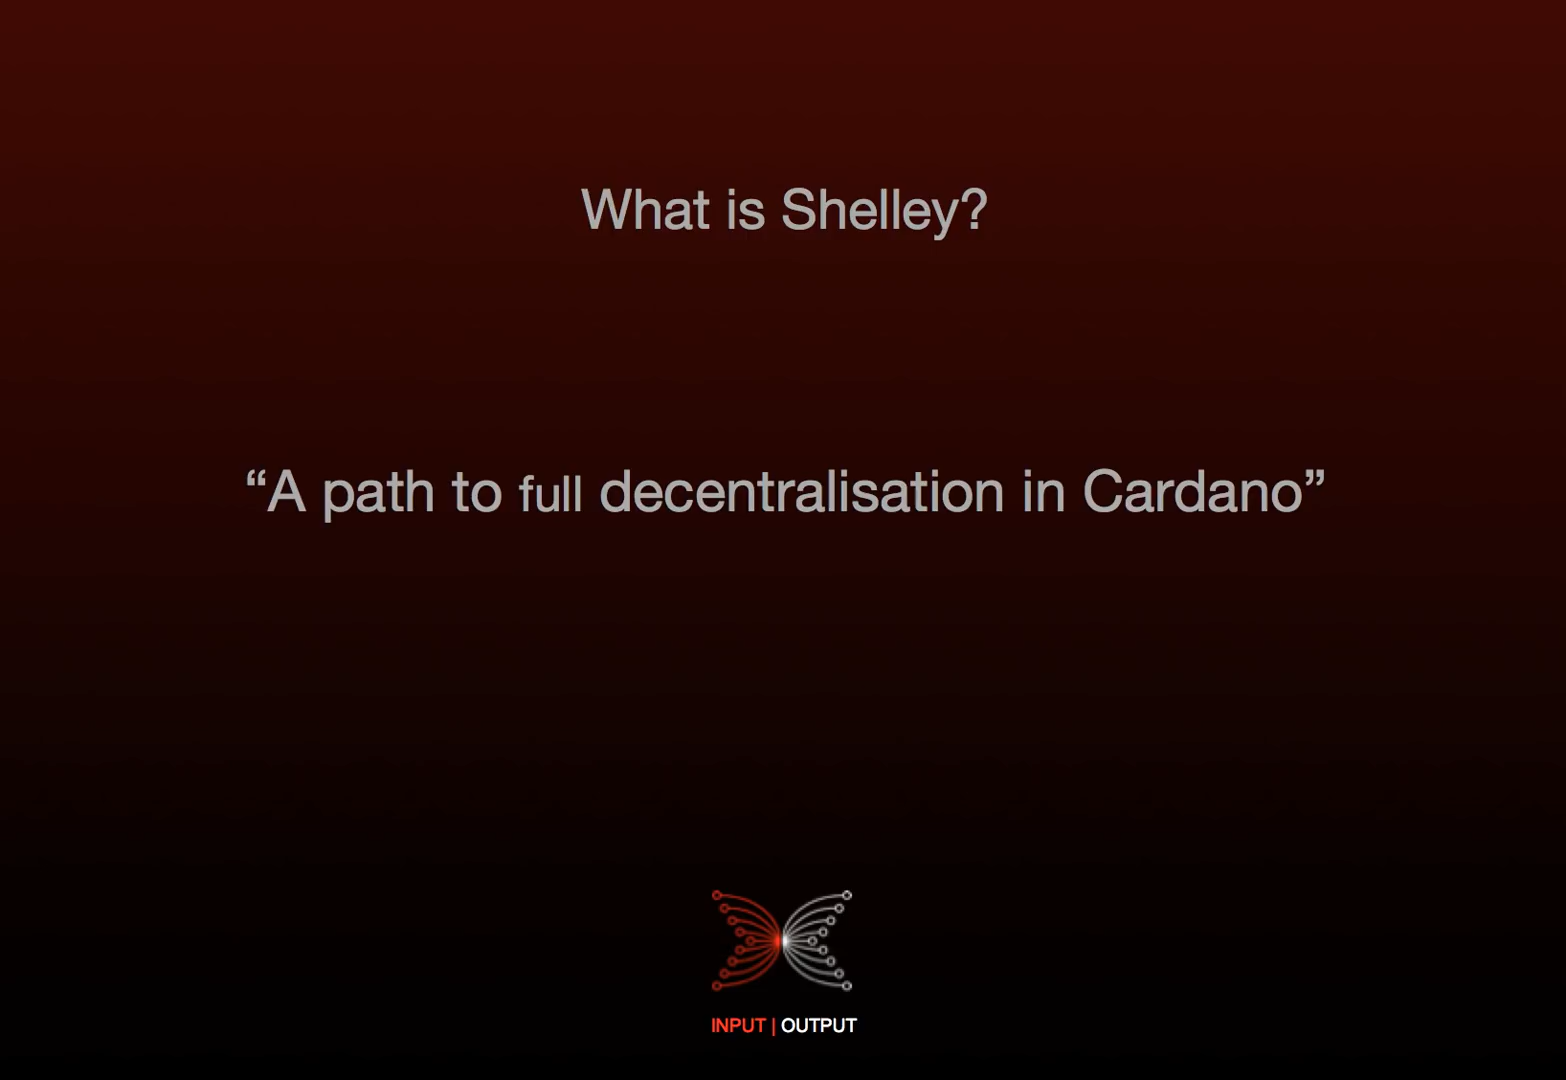 What is Shelley?
“A path to full decentralisation in Cardano”
INPUT | OUTPUT